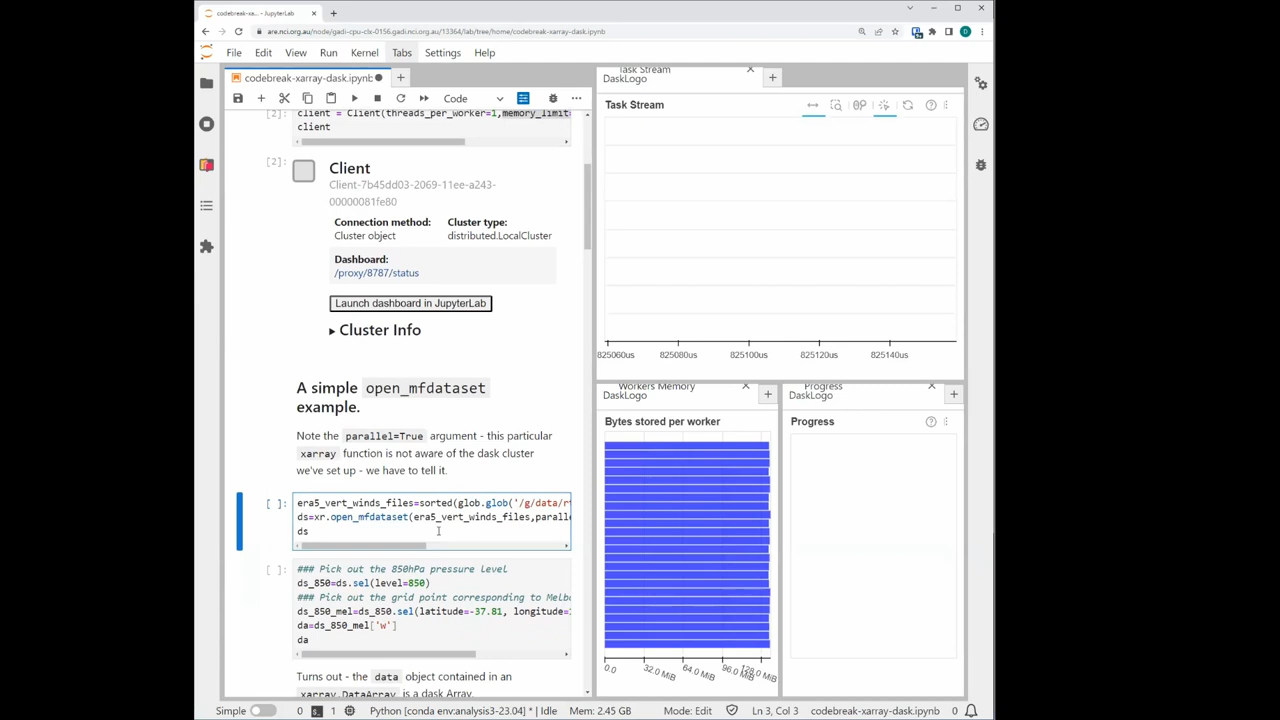 codebreak-xa... - JupyterLab
are.nci.org.au/node/gadi-cpu-clx-0156.gadi.nci.org.au/13364/lab/tree/home/codebreak-xarray-dask.ipynb
D
File Edit View Run Kernel Tabs Settings Help
codebreak-xarray-dask.ipynb
Code
[2]: client = Client(threads_per_worker=1,memory_limit
client
[2]:
Client
Client-7b45dd03-2069-11ee-a243-
00000081fe80
Connection method: Cluster type:
Cluster object distributed.LocalCluster
Dashboard:
/proxy/8787/status
Launch dashboard in JupyterLab
Cluster Info
A simple open_mfdataset
example.
Note the parallel=True argument - this particular
xarray function is not aware of the dask cluster
we've set up - we have to tell it.
[ ]: era5_vert_winds_files=sorted(glob.glob('/g/data/r
ds=xr.open_mfdataset(era5_vert_winds_files,paralle
ds
[ ]: ### Pick out the 850hPa pressure level
ds_850=ds.sel(level=850)
### Pick out the grid point corresponding to Melbo
ds_850_mel=ds_850.sel(latitude=-37.81, longitude=
da=ds_850_mel['w']
da
Turns out - the data object contained in an
xarray.DataArray is a dask Array.
Task Stream
DaskLogo
Task Stream
825060us 825080us 825100us 825120us 825140us
Workers Memory
DaskLogo
Bytes stored per worker
0.0 32.0 MiB 64.0 MiB 96.0 MiB 128.0 MiB
Progress
DaskLogo
Progress
Simple 0 1 Python [conda env:analysis3-23.04] * | Idle Mem: 2.45 GB Mode: Edit Ln 3, Col 3 codebreak-xarray-dask.ipynb 0